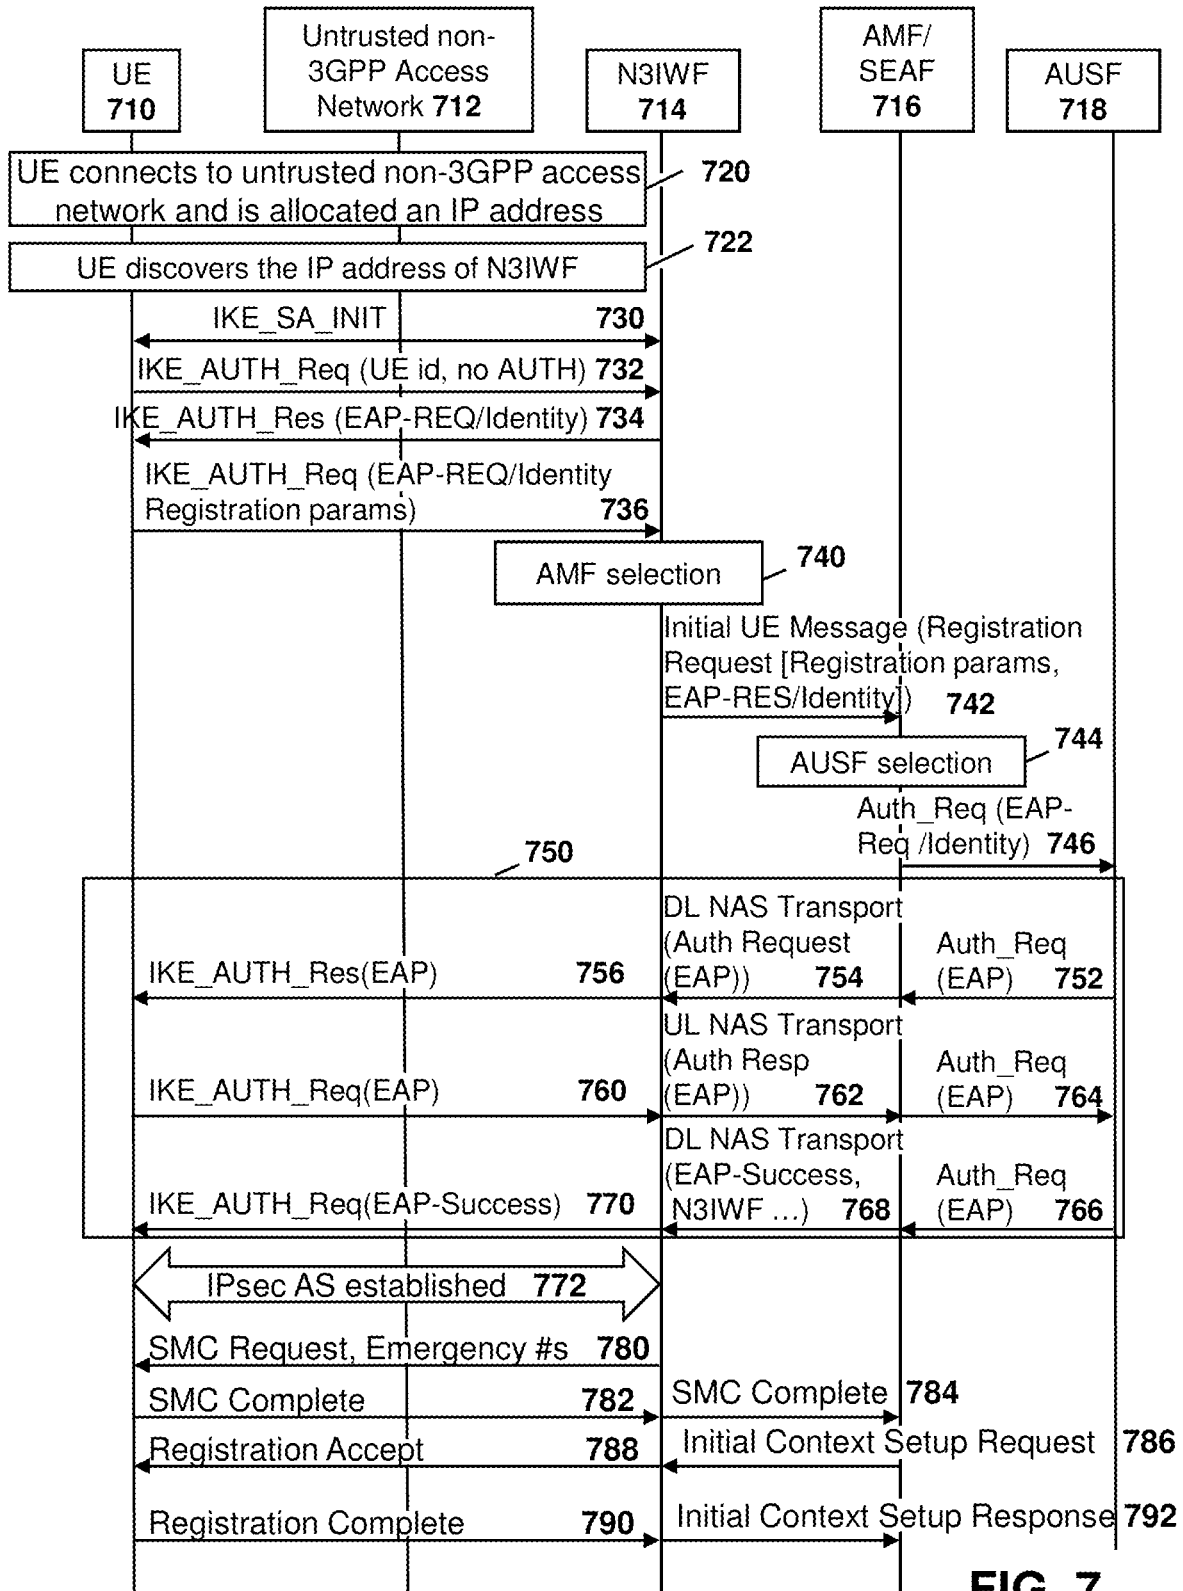 UE
710
Untrusted non-
3GPP Access
Network 712
N3IWF
714
AMF/
SEAF
716
AUSF
718
UE connects to untrusted non-3GPP access
network and is allocated an IP address
720
UE discovers the IP address of N3IWF
722
IKE_SA_INIT 730
IKE_AUTH_Req (UE id, no AUTH) 732
IKE_AUTH_Res (EAP-REQ/Identity) 734
IKE_AUTH_Req (EAP-REQ/Identity
Registration params) 736
AMF selection
740
Initial UE Message (Registration
Request [Registration params,
EAP-RES/Identity]) 742
AUSF selection
744
Auth_Req (EAP-
Req /Identity) 746
750
DL NAS Transport
(Auth Request
(EAP)) 754
Auth_Req
(EAP) 752
IKE_AUTH_Res(EAP) 756
UL NAS Transport
(Auth Resp
(EAP)) 762
Auth_Req
(EAP) 764
IKE_AUTH_Req(EAP) 760
DL NAS Transport
(EAP-Success,
N3IWF ...) 768
Auth_Req
(EAP) 766
IKE_AUTH_Req(EAP-Success) 770
IPsec AS established 772
SMC Request, Emergency #s 780
SMC Complete 782
SMC Complete 784
Registration Accept 788
Initial Context Setup Request 786
Registration Complete 790
Initial Context Setup Response 792
FIG. 7